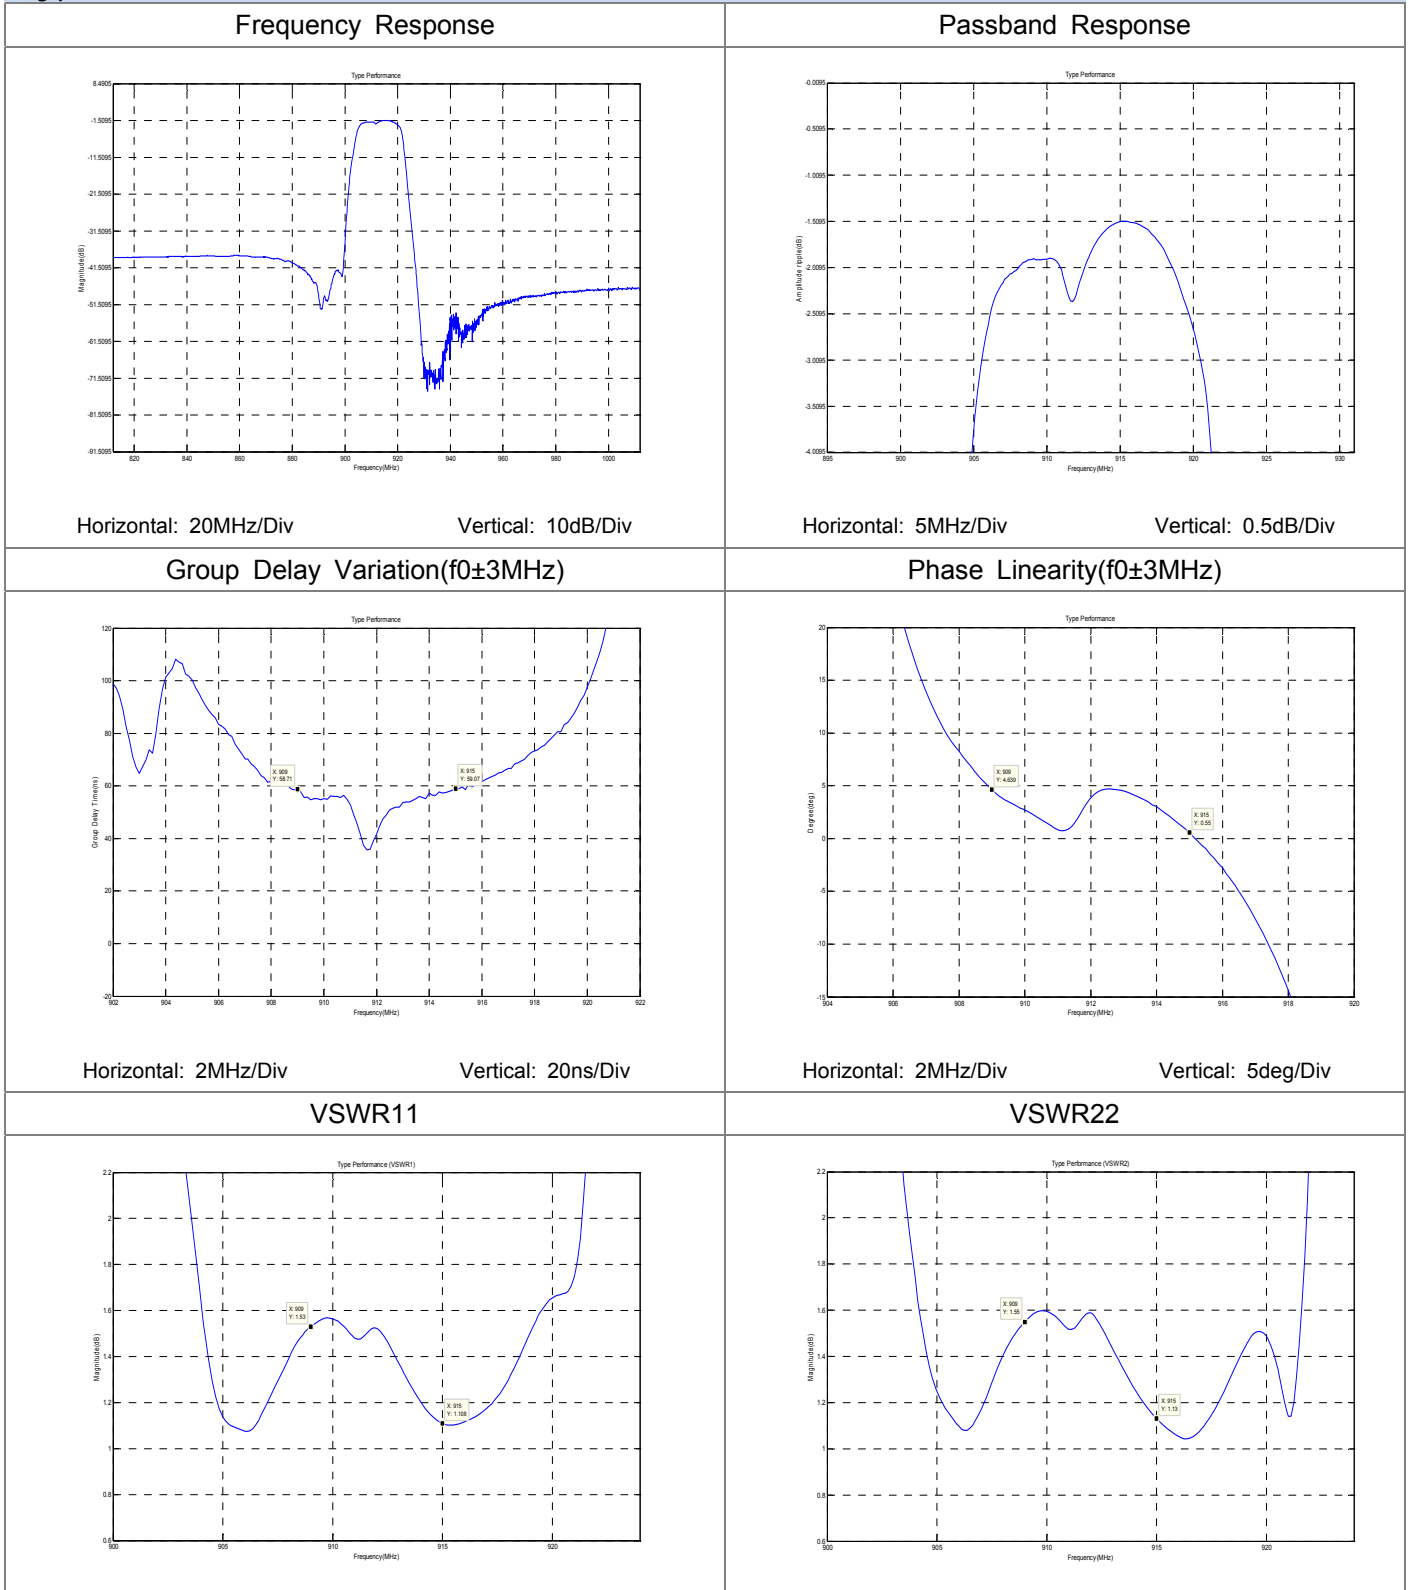 Frequency Response
Passband Response
Type Performance
8.4905
-1.5095
-11.5095
-21.5095
-31.5095
-41.5095
-51.5095
-61.5095
-71.5095
-81.5095
-91.5095
Magnitude(dB)
820 840 860 880 900 920 940 960 980 1000
Frequency(MHz)
Horizontal: 20MHz/Div Vertical: 10dB/Div
Type Performance
-0.0095
-0.5095
-1.0095
-1.5095
-2.0095
-2.5095
-3.0095
-3.5095
-4.0095
Amplitude ripple(dB)
895 900 905 910 915 920 925 930
Frequency(MHz)
Horizontal: 5MHz/Div Vertical: 0.5dB/Div
Group Delay Variation(f0±3MHz)
Phase Linearity(f0±3MHz)
Type Performance
120
100
80
60
40
20
0
-20
Group Delay Time(ns)
X: 909
Y: 58.71
X: 915
Y: 59.07
902 904 906 908 910 912 914 916 918 920 922
Frequency(MHz)
Horizontal: 2MHz/Div Vertical: 20ns/Div
Type Performance
20
15
10
5
0
-5
-10
-15
Degree(deg)
X: 909
Y: 4.639
X: 915
Y: 0.55
904 906 908 910 912 914 916 918 920
Frequency(MHz)
Horizontal: 2MHz/Div Vertical: 5deg/Div
VSWR11
VSWR22
Type Performance (VSWR1)
2.2
2
1.8
1.6
1.4
1.2
1
0.8
0.6
Magnitude(dB)
X: 909
Y: 1.53
X: 915
Y: 1.108
900 905 910 915 920
Frequency(MHz)
Type Performance (VSWR2)
2.2
2
1.8
1.6
1.4
1.2
1
0.8
0.6
Magnitude(dB)
X: 909
Y: 1.55
X: 915
Y: 1.13
900 905 910 915 920
Frequency(MHz)